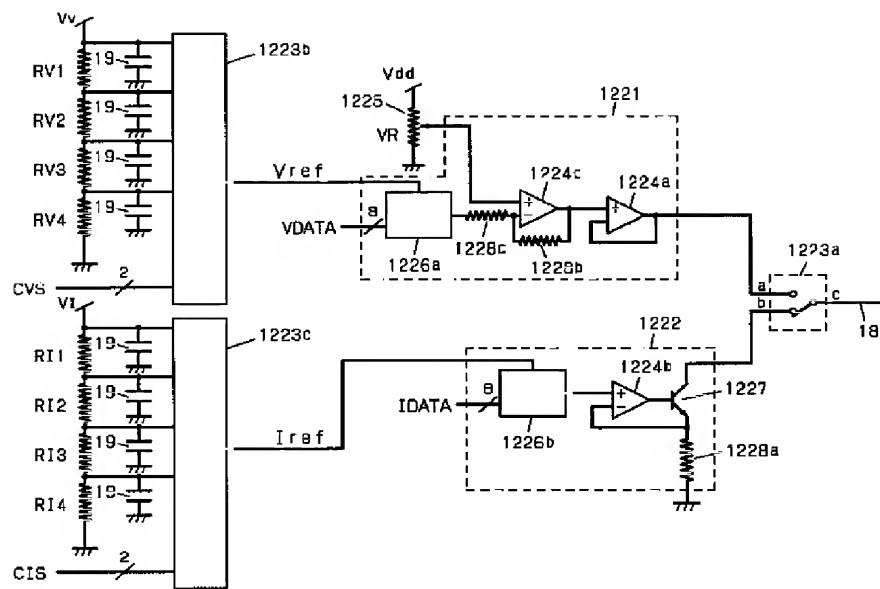 Vv
19
RV1
1223b
19
RV2
19
RV3
19
RV4
CVS
2
Vref
Vdd
1225
VR
1221
1224c
1224a
+
-
+
-
VDATA
8
1226a
1228c
1228b
1223a
a
b
c
18
VI
19
RI1
1223c
19
RI2
19
RI3
19
RI4
CIS
2
Iref
1222
1224b
+
-
1227
IDATA
8
1226b
1228a